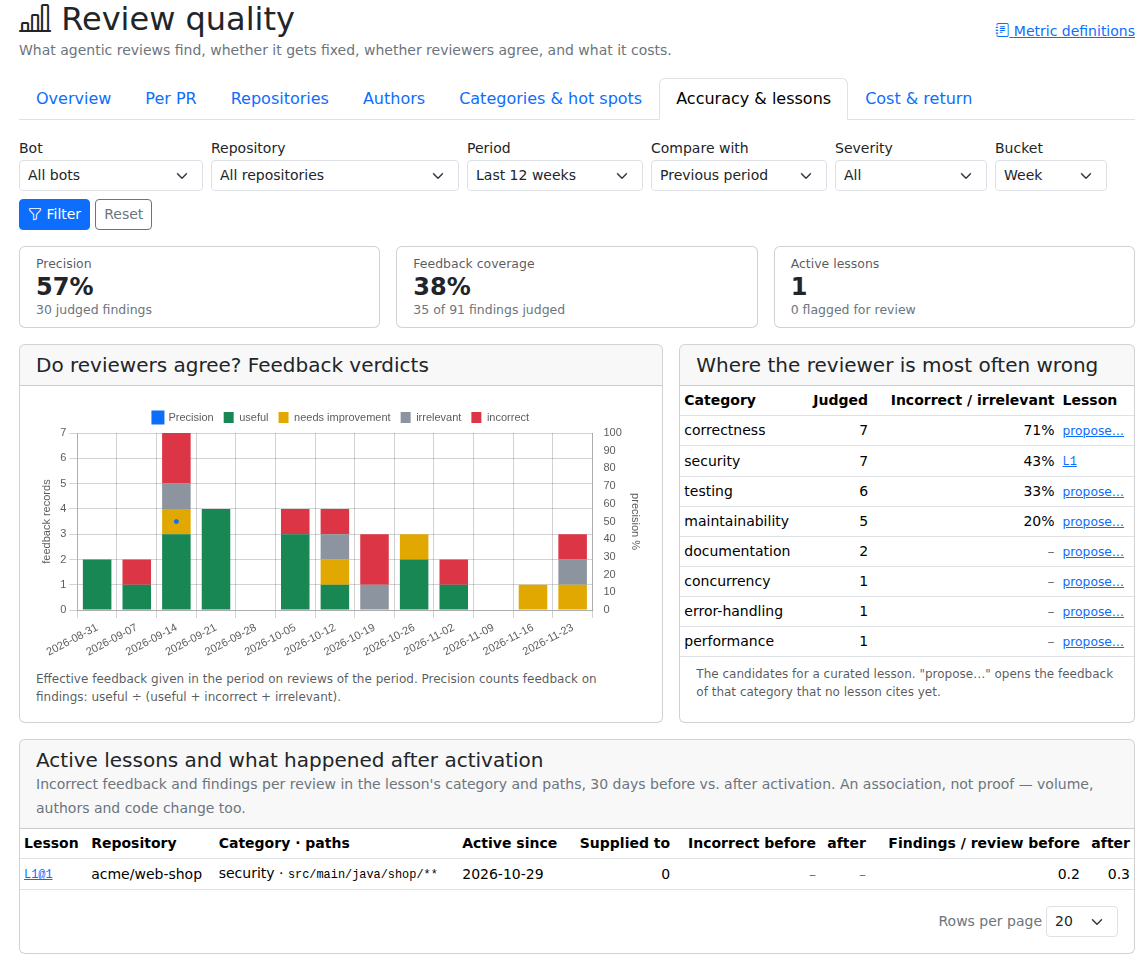 Review quality
Metric definitions
What agentic reviews find, whether it gets fixed, whether reviewers agree, and what it costs.
Overview Per PR Repositories Authors Categories & hot spots Accuracy & lessons Cost & return
Bot Repository Period Compare with Severity Bucket
All bots All repositories Last 12 weeks Previous period All Week
Filter Reset
Precision
57%
30 judged findings
Feedback coverage
38%
35 of 91 findings judged
Active lessons
1
0 flagged for review
Do reviewers agree? Feedback verdicts
Precision useful needs improvement irrelevant incorrect
feedback records
7
6
5
4
3
2
1
0
100
90
80
70
60
50
40
30
20
10
0
precision %
2026-08-31 2026-09-07 2026-09-14 2026-09-21 2026-09-28 2026-10-05 2026-10-12 2026-10-19 2026-10-26 2026-11-02 2026-11-09 2026-11-16 2026-11-23
Effective feedback given in the period on reviews of the period. Precision counts feedback on
findings: useful ÷ (useful + incorrect + irrelevant).
Where the reviewer is most often wrong
Category Judged Incorrect / irrelevant Lesson
correctness 7 71% propose…
security 7 43% L1
testing 6 33% propose…
maintainability 5 20% propose…
documentation 2 – propose…
concurrency 1 – propose…
error-handling 1 – propose…
performance 1 – propose…
The candidates for a curated lesson. "propose…" opens the feedback
of that category that no lesson cites yet.
Active lessons and what happened after activation
Incorrect feedback and findings per review in the lesson's category and paths, 30 days before vs. after activation. An association, not proof — volume,
authors and code change too.
Lesson Repository Category · paths Active since Supplied to Incorrect before after Findings / review before after
L1@1 acme/web-shop security · src/main/java/shop/** 2026-10-29 0 – – 0.2 0.3
Rows per page 20